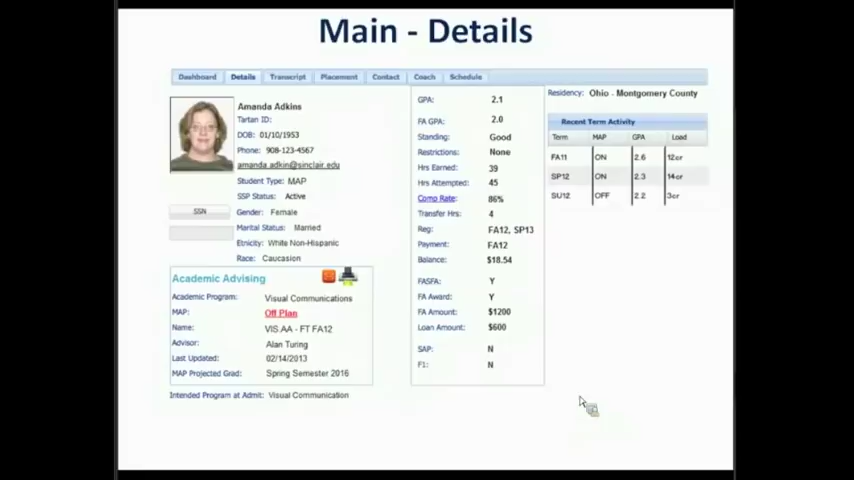 Main - Details
Dashboard Details Transcript Placement Contact Coach Schedule
Amanda Adkins
Tartan ID:
DOB: 01/10/1953
Phone: 908-123-4567
amanda.adkin@sinclair.edu
Student Type: MAP
SSP Status: Active
SSN
Gender: Female
Marital Status: Married
Etnicity: White Non-Hispanic
Race: Caucasion
Academic Advising
Academic Program: Visual Communications
MAP: Off Plan
Name: VIS.AA - FT FA12
Advisor: Alan Turing
Last Updated: 02/14/2013
MAP Projected Grad: Spring Semester 2016
Intended Program at Admit: Visual Communication
GPA: 2.1
FA GPA: 2.0
Standing: Good
Restrictions: None
Hrs Earned: 39
Hrs Attempted: 45
Comp Rate: 86%
Transfer Hrs: 4
Reg: FA12, SP13
Payment: FA12
Balance: $18.54
FASFA: Y
FA Award: Y
FA Amount: $1200
Loan Amount: $600
SAP: N
F1: N
Residency: Ohio - Montgomery County
Recent Term Activity
Term MAP GPA Load
FA11 ON 2.6 12cr
SP12 ON 2.3 14cr
SU12 OFF 2.2 3cr